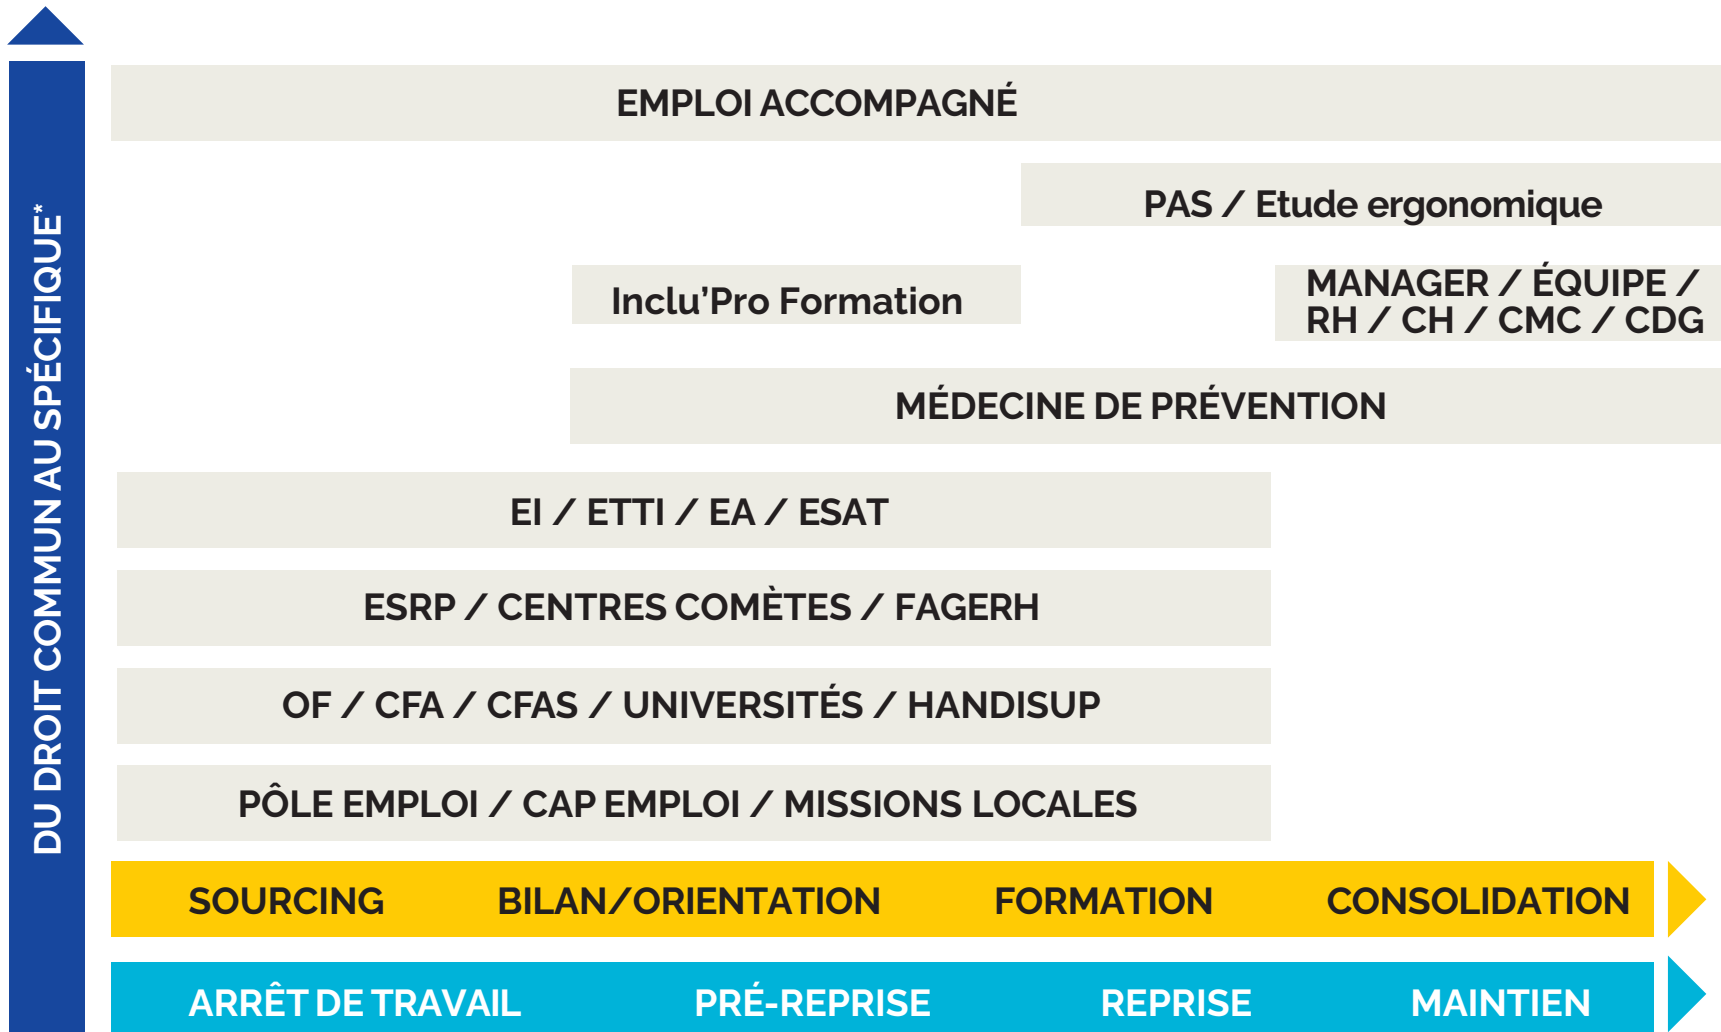 DU DROIT COMMUN AU SPÉCIFIQUE*
EMPLOI ACCOMPAGNÉ
PAS / Etude ergonomique
Inclu’Pro Formation
MANAGER / ÉQUIPE /
RH / CH / CMC / CDG
MÉDECINE DE PRÉVENTION
EI / ETTI / EA / ESAT
ESRP / CENTRES COMÈTES / FAGERH
OF / CFA / CFAS / UNIVERSITÉS / HANDISUP
PÔLE EMPLOI / CAP EMPLOI / MISSIONS LOCALES
SOURCING BILAN/ORIENTATION FORMATION CONSOLIDATION
ARRÊT DE TRAVAIL PRÉ-REPRISE REPRISE MAINTIEN